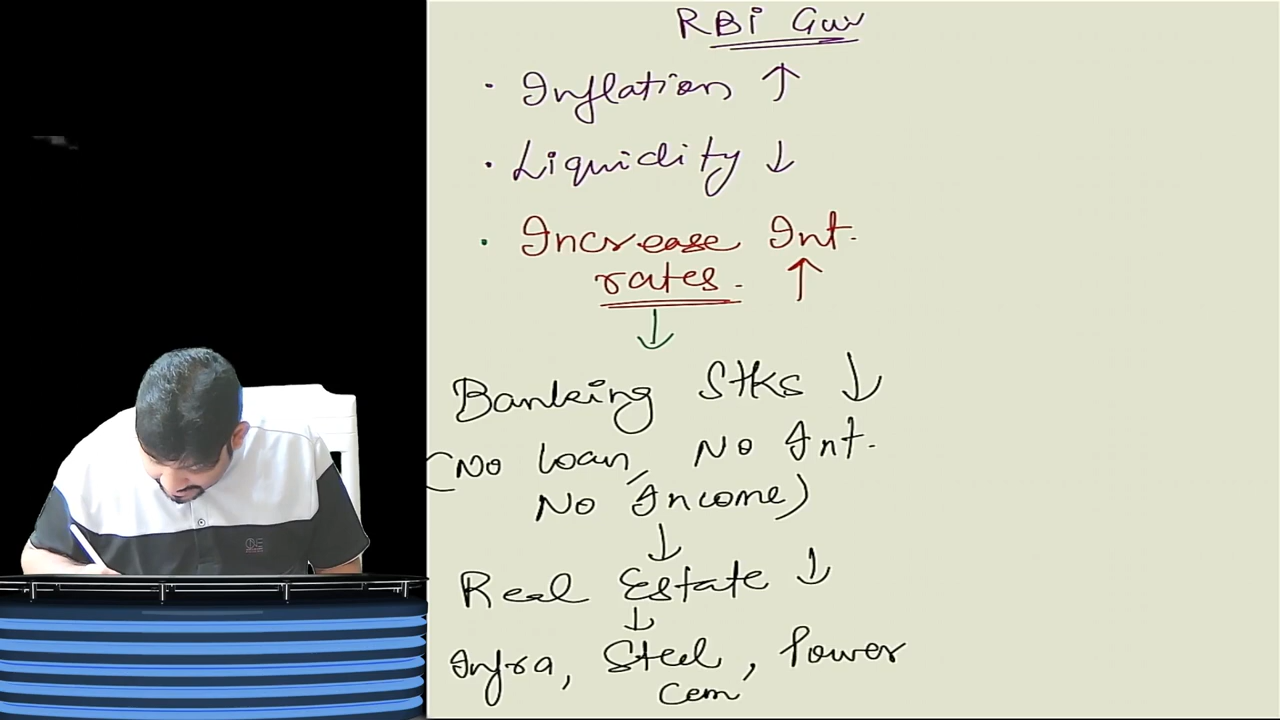 RBi Guv
· Inflation ↑
· Liquidity ↓
· Increase Int.
rates. ↑
↓
Banking Stks ↓
(No loan, No Int.
No Income)
↓
Real Estate ↓
↓
Infra, Steel, Power
Cem